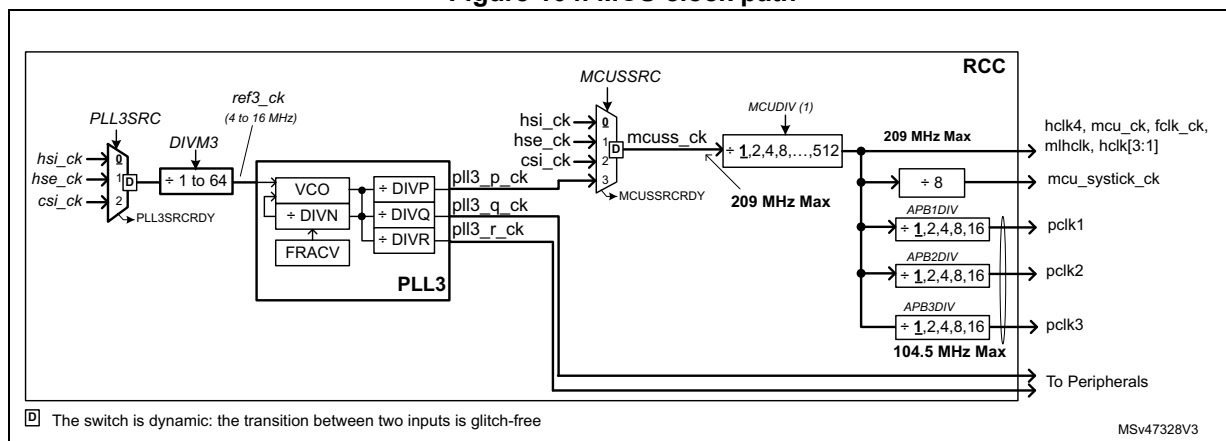 RCC
PLL3SRC
hsi_ck
0
hse_ck
1
csi_ck
2
D
PLL3SRCRDY
DIVM3
÷ 1 to 64
ref3_ck
(4 to 16 MHz)
VCO
÷ DIVN
FRACV
÷ DIVP
÷ DIVQ
÷ DIVR
PLL3
pll3_p_ck
pll3_q_ck
pll3_r_ck
MCUSSRC
hsi_ck
0
hse_ck
1
csi_ck
2
3
D
MCUSSRCRDY
mcuss_ck
209 MHz Max
MCUDIV (1)
÷ 1,2,4,8,…,512
209 MHz Max
hclk4, mcu_ck, fclk_ck,
mlhclk, hclk[3:1]
÷ 8
mcu_systick_ck
APB1DIV
÷ 1,2,4,8,16
pclk1
APB2DIV
÷ 1,2,4,8,16
pclk2
APB3DIV
÷ 1,2,4,8,16
pclk3
104.5 MHz Max
To Peripherals
D The switch is dynamic: the transition between two inputs is glitch-free
MSv47328V3